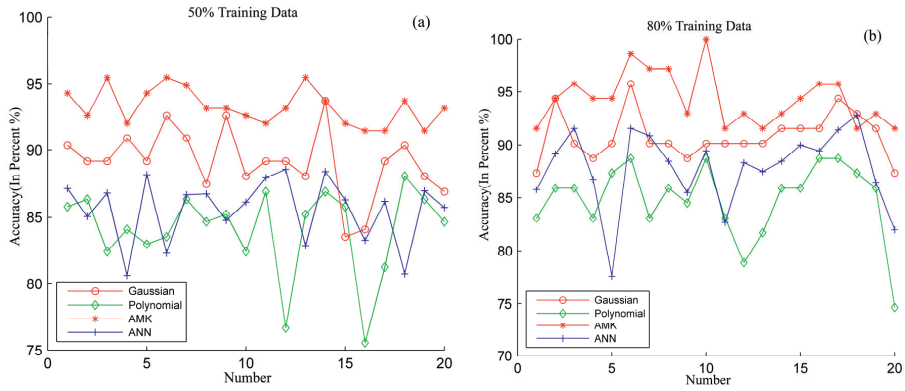 50% Training Data
(a)
Accuracy(In Percent %)
100
95
90
85
80
75
Gaussian
Polynomial
AMK
ANN
0
5
10
15
20
Number
80% Training Data
(b)
Accuracy(In Percent %)
100
95
90
85
80
75
70
Gaussian
Polynomial
AMK
ANN
0
5
10
15
20
Number